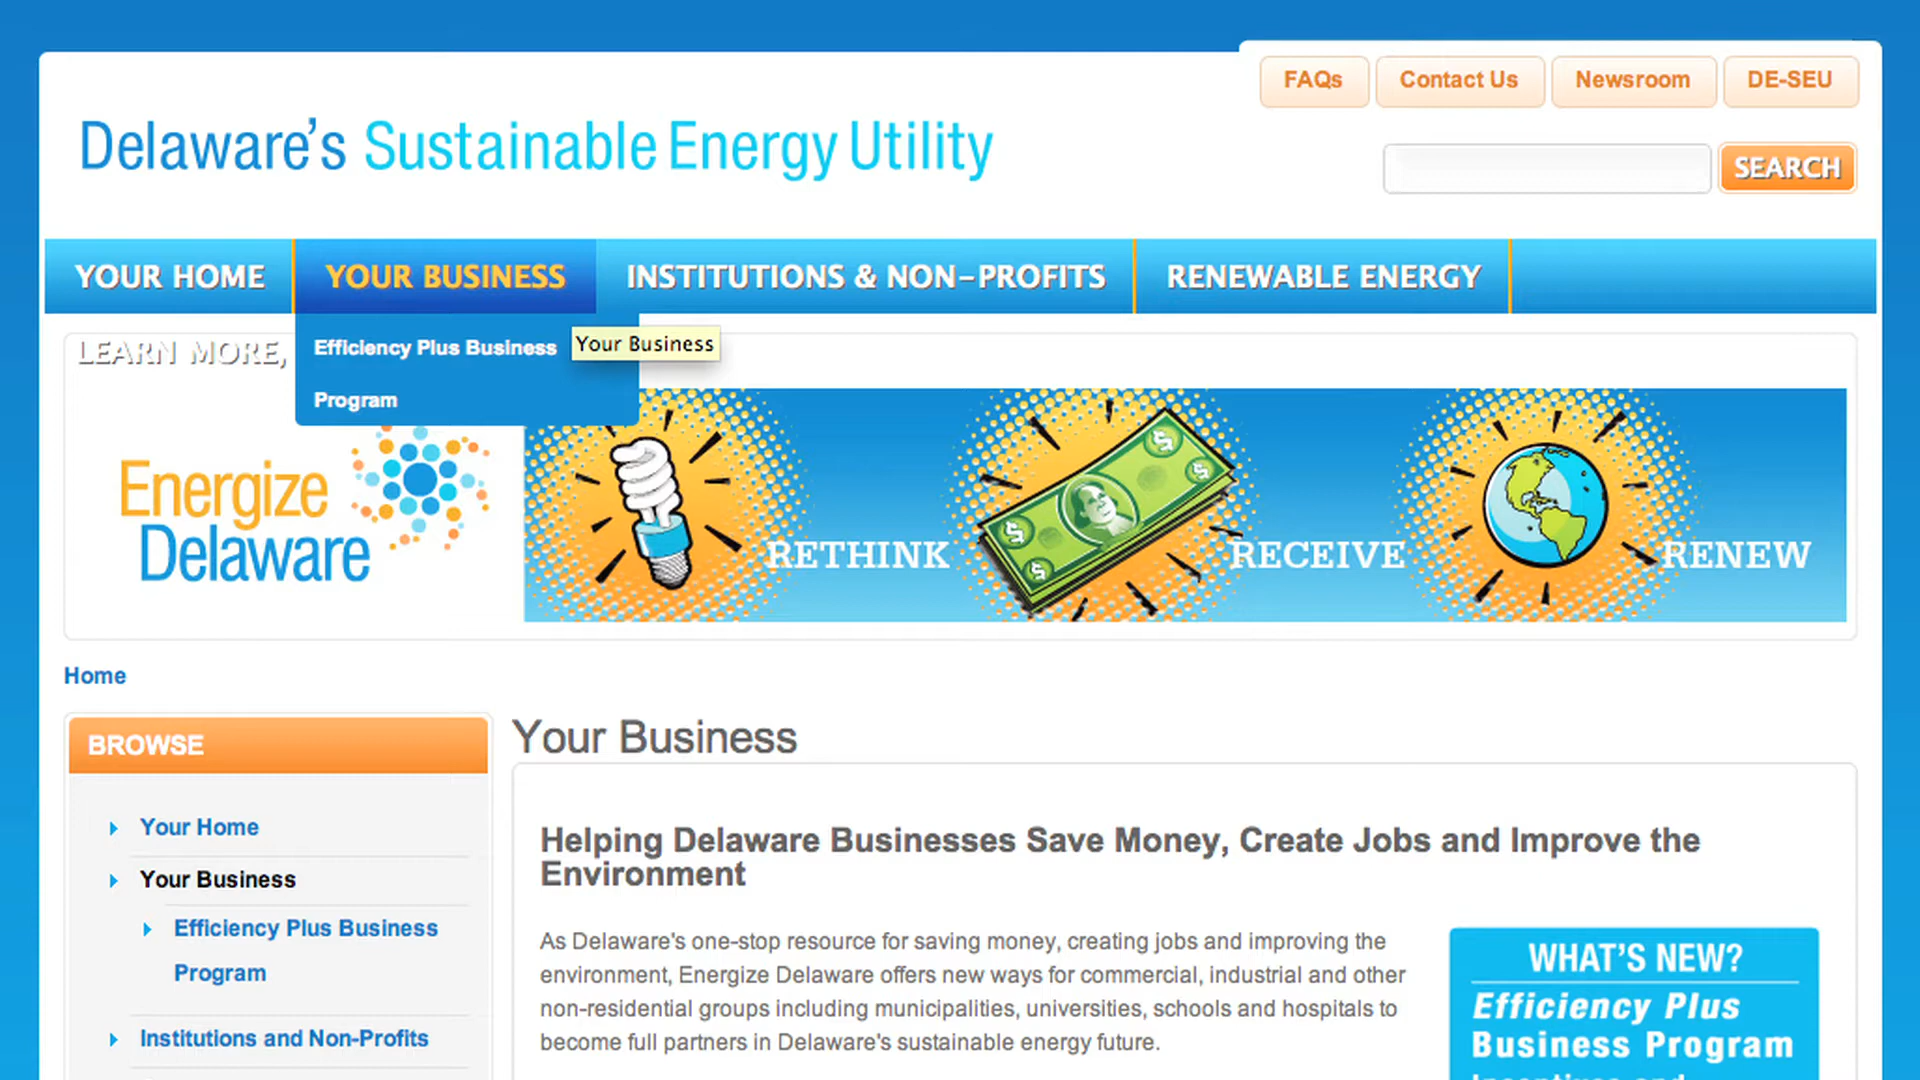 FAQs
Contact Us
Newsroom
DE-SEU
Delaware's Sustainable Energy Utility
SEARCH
YOUR HOME
YOUR BUSINESS
INSTITUTIONS & NON-PROFITS
RENEWABLE ENERGY
LEARN MORE,
Efficiency Plus Business
Program
Your Business
Energize
Delaware
RETHINK
RECEIVE
RENEW
Home
BROWSE
Your Home
Your Business
Efficiency Plus Business
Program
Institutions and Non-Profits
Your Business
Helping Delaware Businesses Save Money, Create Jobs and Improve the
Environment
As Delaware's one-stop resource for saving money, creating jobs and improving the
environment, Energize Delaware offers new ways for commercial, industrial and other
non-residential groups including municipalities, universities, schools and hospitals to
become full partners in Delaware's sustainable energy future.
WHAT'S NEW?
Efficiency Plus
Business Program